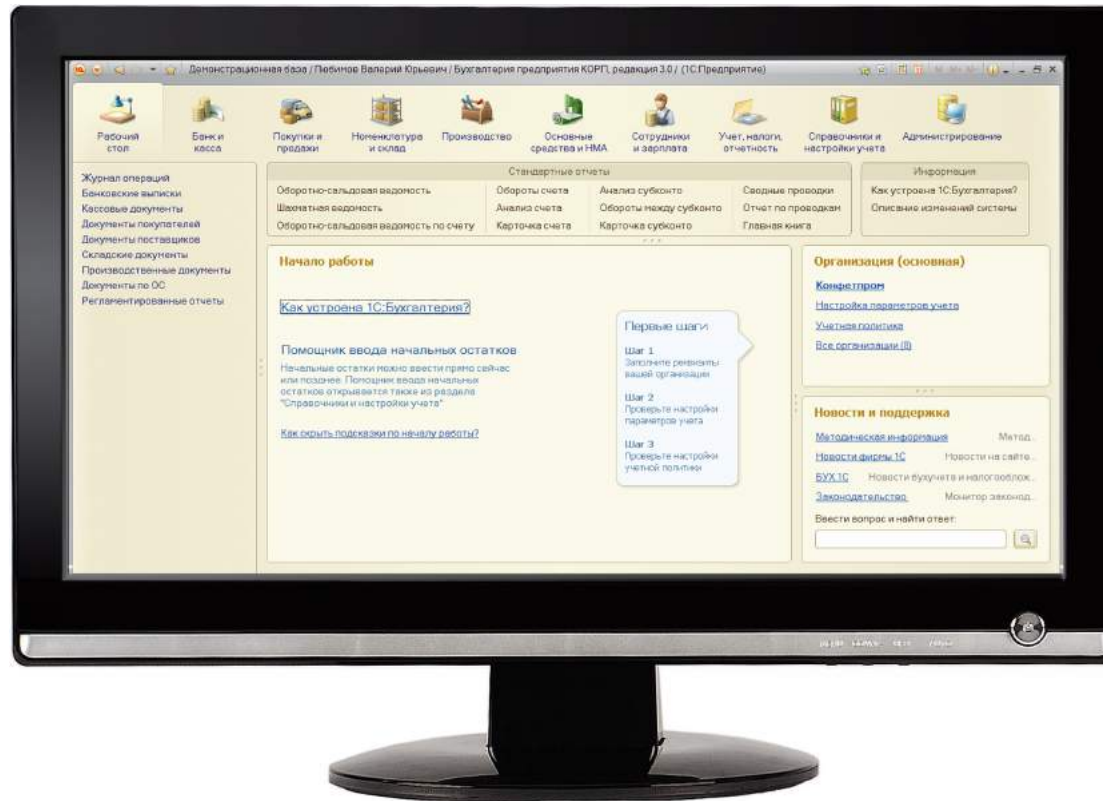 Демонстрационная база / Любимов Валерий Юрьевич / Бухгалтерия предприятия КОРП, редакция 3.0 / (1С:Предприятие)
Рабочий стол
Банк и касса
Покупки и продажи
Номенклатура и склад
Производство
Основные средства и НМА
Сотрудники и зарплата
Учет, налоги, отчетность
Справочники и настройки учета
Администрирование
Журнал операций
Банковские выписки
Кассовые документы
Документы покупателей
Документы поставщиков
Складские документы
Производственные документы
Документы по ОС
Регламентированные отчеты
Стандартные отчеты
Оборотно-сальдовая ведомость
Шахматная ведомость
Оборотно-сальдовая ведомость по счету
Обороты счета
Анализ счета
Карточка счета
Анализ субконто
Обороты между субконто
Карточка субконто
Сводные проводки
Отчет по проводкам
Главная книга
Информация
Как устроена 1С:Бухгалтерия?
Описание изменений системы
Начало работы
Как устроена 1С:Бухгалтерия?
Помощник ввода начальных остатков
Начальные остатки можно ввести прямо сейчас
или позднее. Помощник ввода начальных
остатков открывается также из раздела
"Справочники и настройки учета"
Как скрыть подсказки по началу работы?
Первые шаги
Шаг 1
Заполните реквизиты
вашей организации
Шаг 2
Проверьте настройки
параметров учета
Шаг 3
Проверьте настройки
учетной политики
Организация (основная)
Конфетпром
Настройка параметров учета
Учетная политика
Все организации (8)
Новости и поддержка
Методическая информация Метод...
Новости фирмы 1С Новости на сайте...
БУХ.1С Новости бухучета и налогооблож...
Законодательство Монитор законод...
Ввести вопрос и найти ответ: